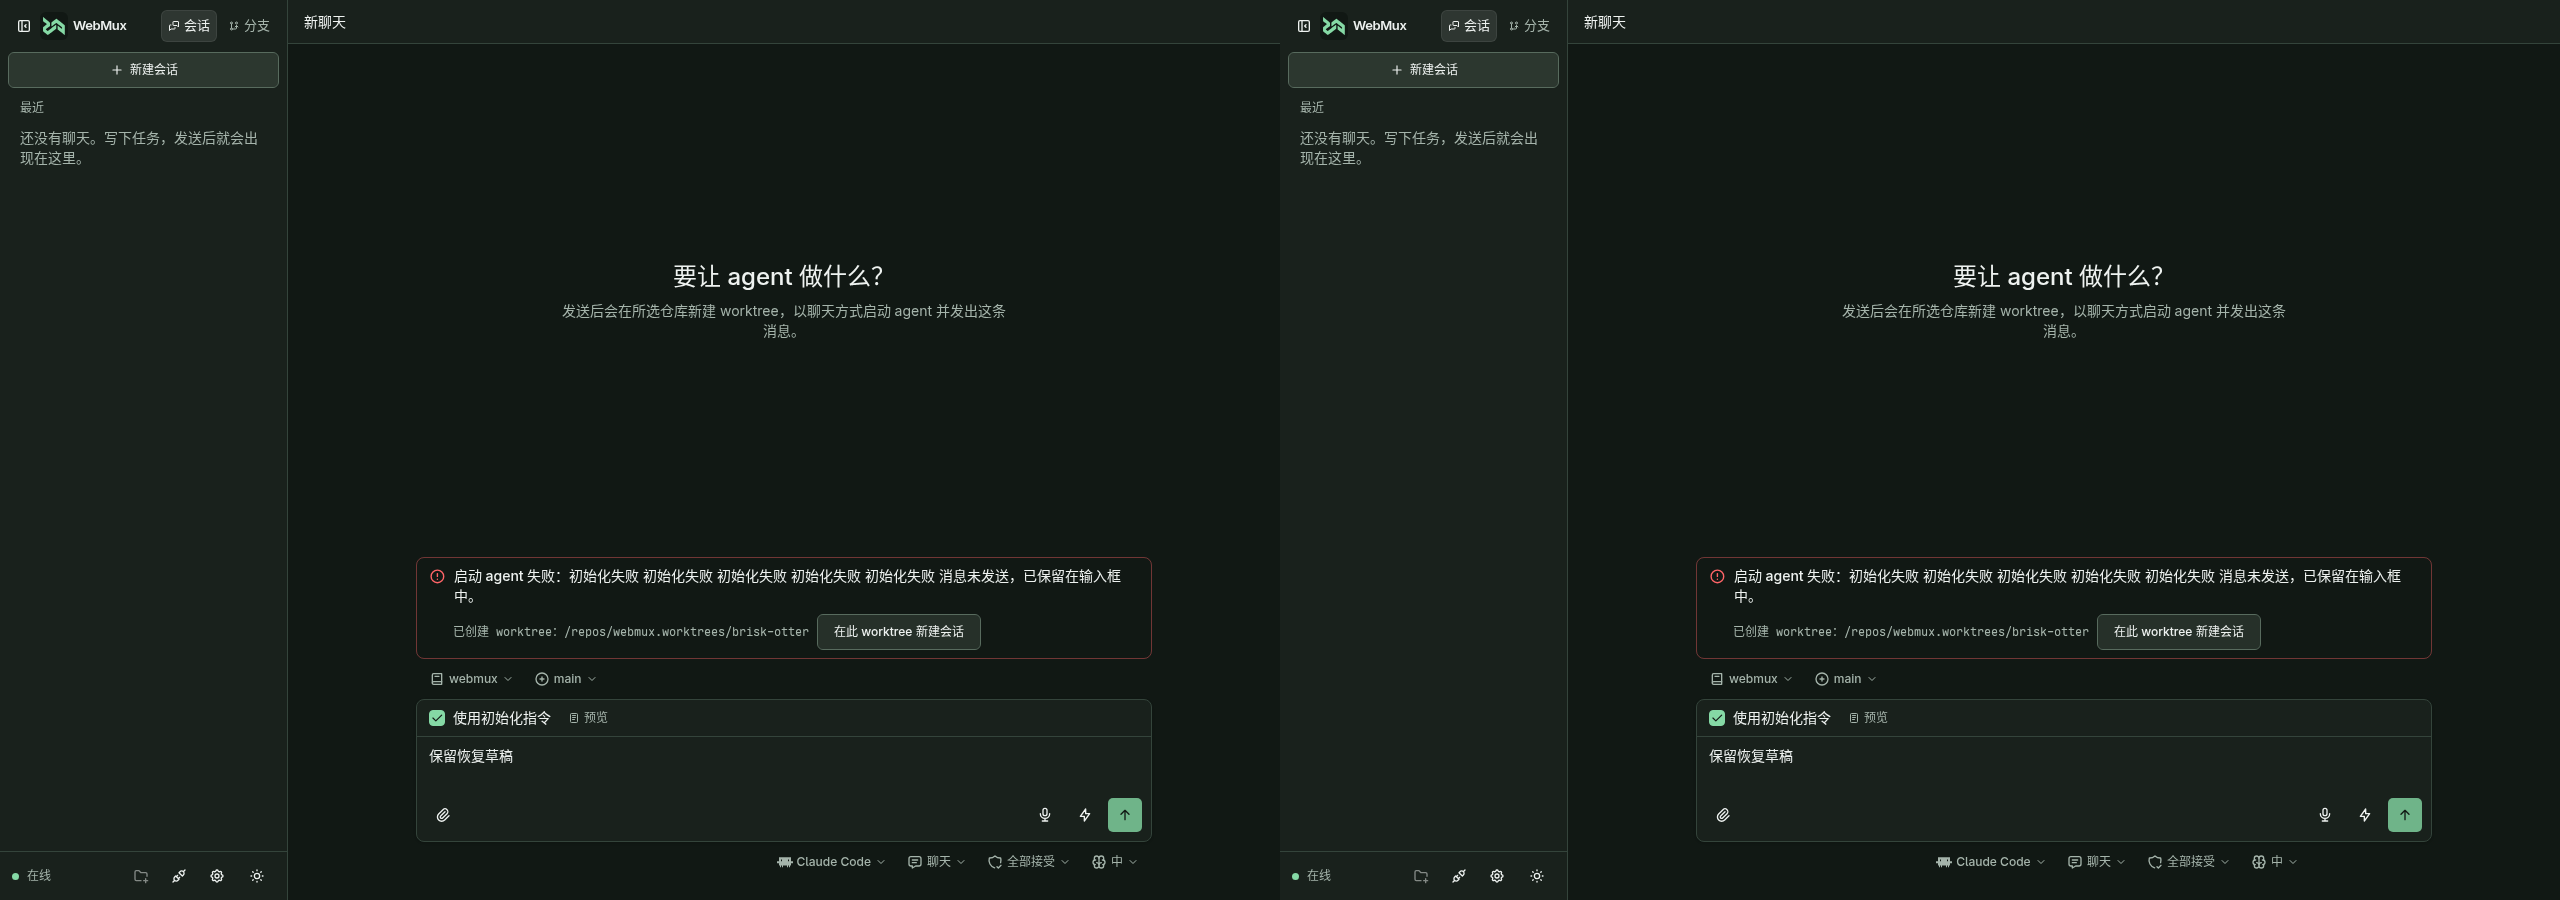 WebMux
会话
分支
新建会话
最近
还没有聊天。写下任务，发送后就会出
现在这里。
在线
新聊天
要让 agent 做什么？
发送后会在所选仓库新建 worktree，以聊天方式启动 agent 并发出这条
消息。
启动 agent 失败：初始化失败 初始化失败 初始化失败 初始化失败 初始化失败 消息未发送，已保留在输入框
中。
已创建 worktree：/repos/webmux.worktrees/brisk-otter
在此 worktree 新建会话
webmux
main
使用初始化指令
预览
保留恢复草稿
Claude Code
聊天
全部接受
中
WebMux
会话
分支
新建会话
最近
还没有聊天。写下任务，发送后就会出
现在这里。
在线
新聊天
要让 agent 做什么？
发送后会在所选仓库新建 worktree，以聊天方式启动 agent 并发出这条
消息。
启动 agent 失败：初始化失败 初始化失败 初始化失败 初始化失败 初始化失败 消息未发送，已保留在输入框
中。
已创建 worktree：/repos/webmux.worktrees/brisk-otter
在此 worktree 新建会话
webmux
main
使用初始化指令
预览
保留恢复草稿
Claude Code
聊天
全部接受
中